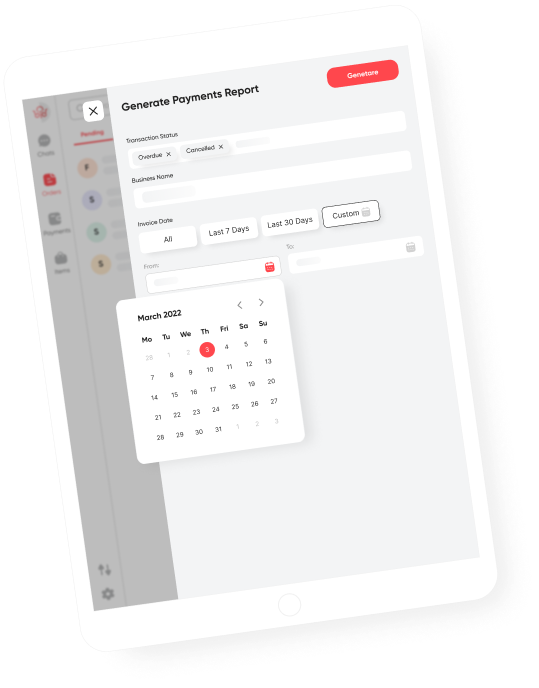 Generate Payments Report
Genetare
Transaction Status
Overdue
Cancelled
Business Name
Invoice Date
All
Last 7 Days
Last 30 Days
Custom
From:
To:
March 2022
Mo Tu We Th Fri Sa Su
28 1 2 3 4 5 6
7 8 9 10 11 12 13
14 15 16 17 18 19 20
21 22 23 24 25 26 27
28 29 30 31 1 2 3
Pending
Chats
Orders
Payments
Items
F
S
S
S